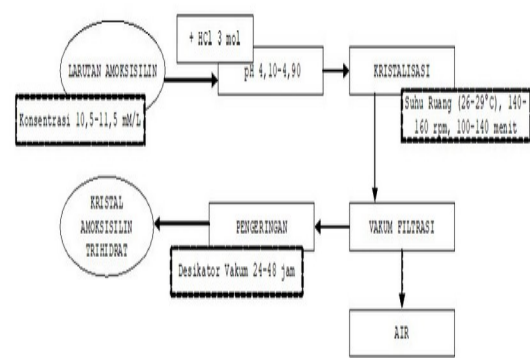 + HCl 3 mol
LARUTAN AMOKSISILIN
pH 4,10-4,90
KRISTALISASI
Konsentrasi 10,5-11,5 mM/L
Suhu Ruang (26-29°C), 140-
160 rpm, 100-140 menit
KRISTAL
AMOKSISILIN
TRIHIDRAT
PENGERINGAN
VAKUM FILTRASI
Desikator Vakum 24-48 jam
AIR